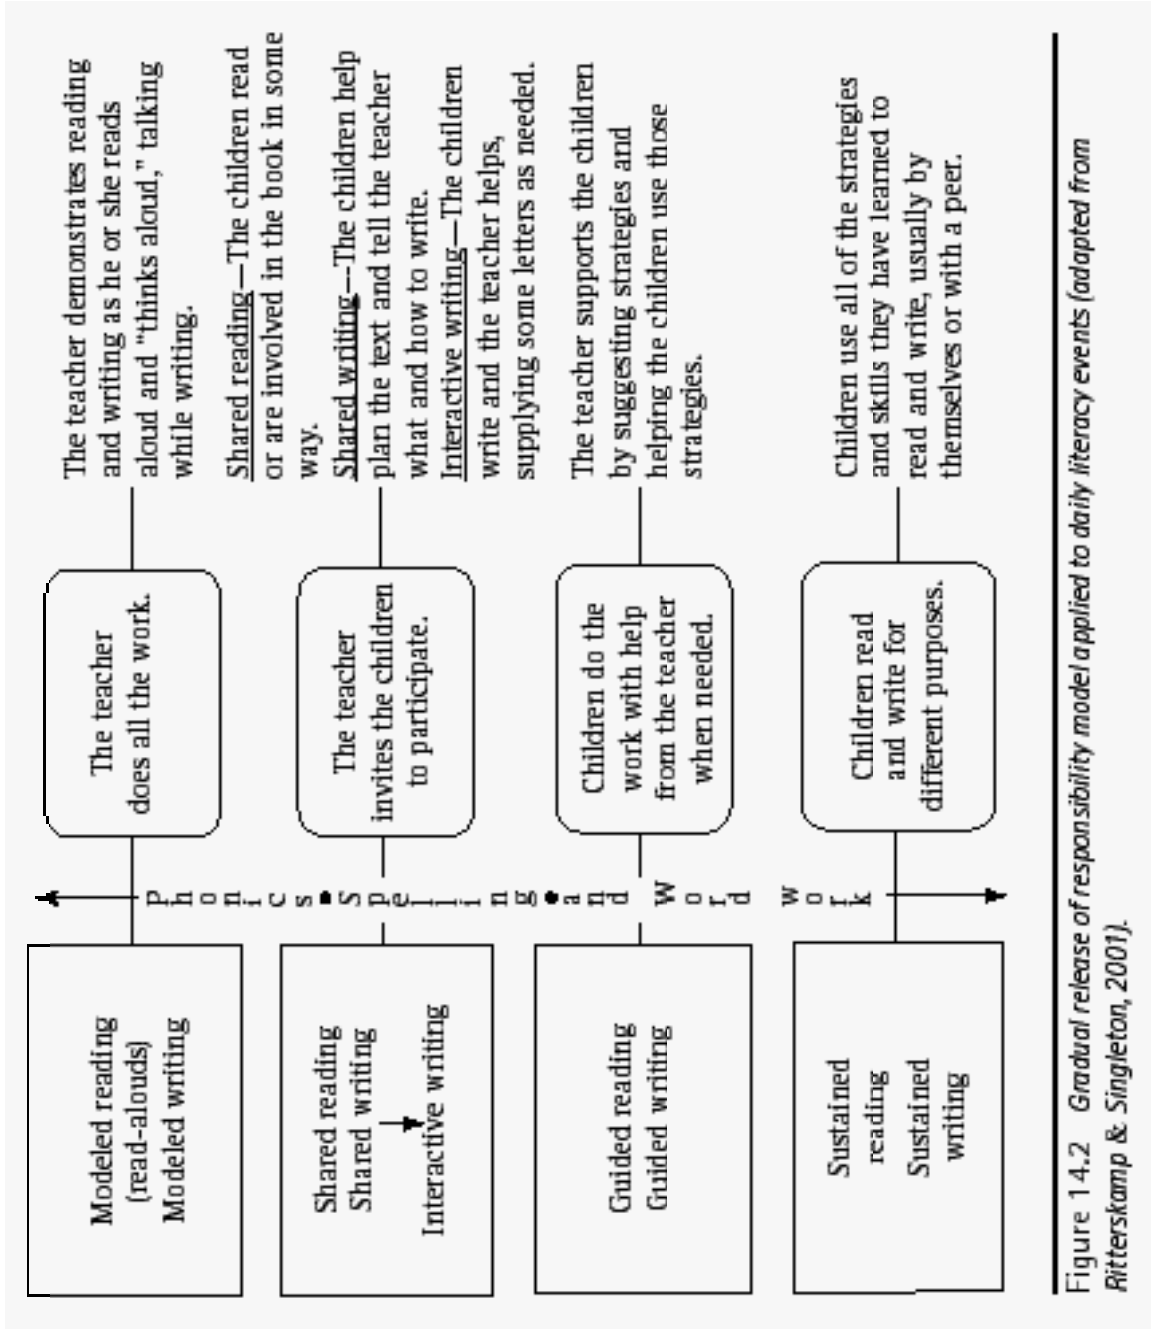 Modeled reading
(read-alouds)
Modeled writing
The teacher
does all the work.
The teacher demonstrates reading
and writing as he or she reads
aloud and "thinks aloud," talking
while writing.
Shared reading
Shared writing
Interactive writing
The teacher
invites the children
to participate.
Shared reading—The children read
or are involved in the book in some
way.
Shared writing—The children help
plan the text and tell the teacher
what and how to write.
Interactive writing—The children
write and the teacher helps,
supplying some letters as needed.
Guided reading
Guided writing
Children do the
work with help
from the teacher
when needed.
The teacher supports the children
by suggesting strategies and
helping the children use those
strategies.
Sustained
reading
Sustained
writing
Children read
and write for
different purposes.
Children use all of the strategies
and skills they have learned to
read and write, usually by
themselves or with a peer.
Phonics•Spelling•and Word work
Figure 14.2 Gradual release of responsibility model applied to daily literacy events (adapted from
Ritterskamp & Singleton, 2001).